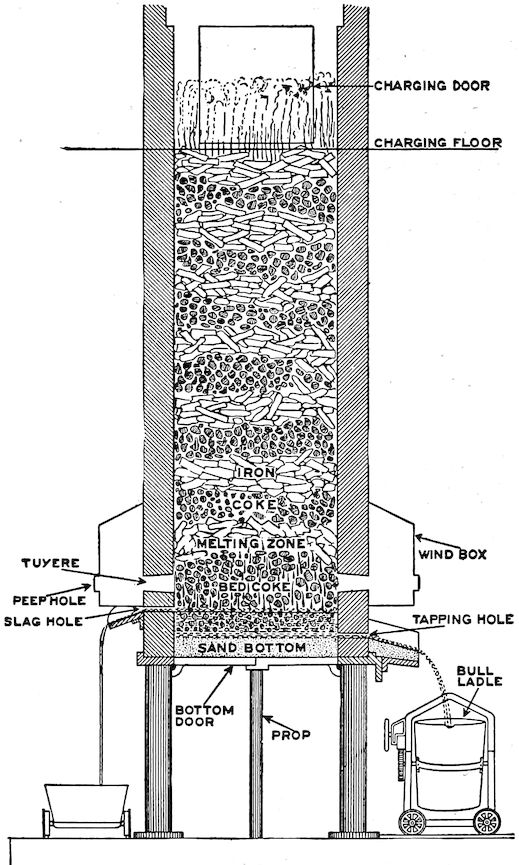 CHARGING DOOR
CHARGING FLOOR
IRON
COKE
MELTING ZONE
TUYERE
WIND BOX
BED COKE
PEEP HOLE
SLAG HOLE
TAPPING HOLE
SAND BOTTOM
BULL
LADLE
BOTTOM
DOOR
PROP